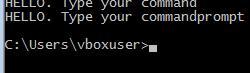 HELLO. Type your command
HELLO. Type your commandprompt
C:\Users\vboxuser>